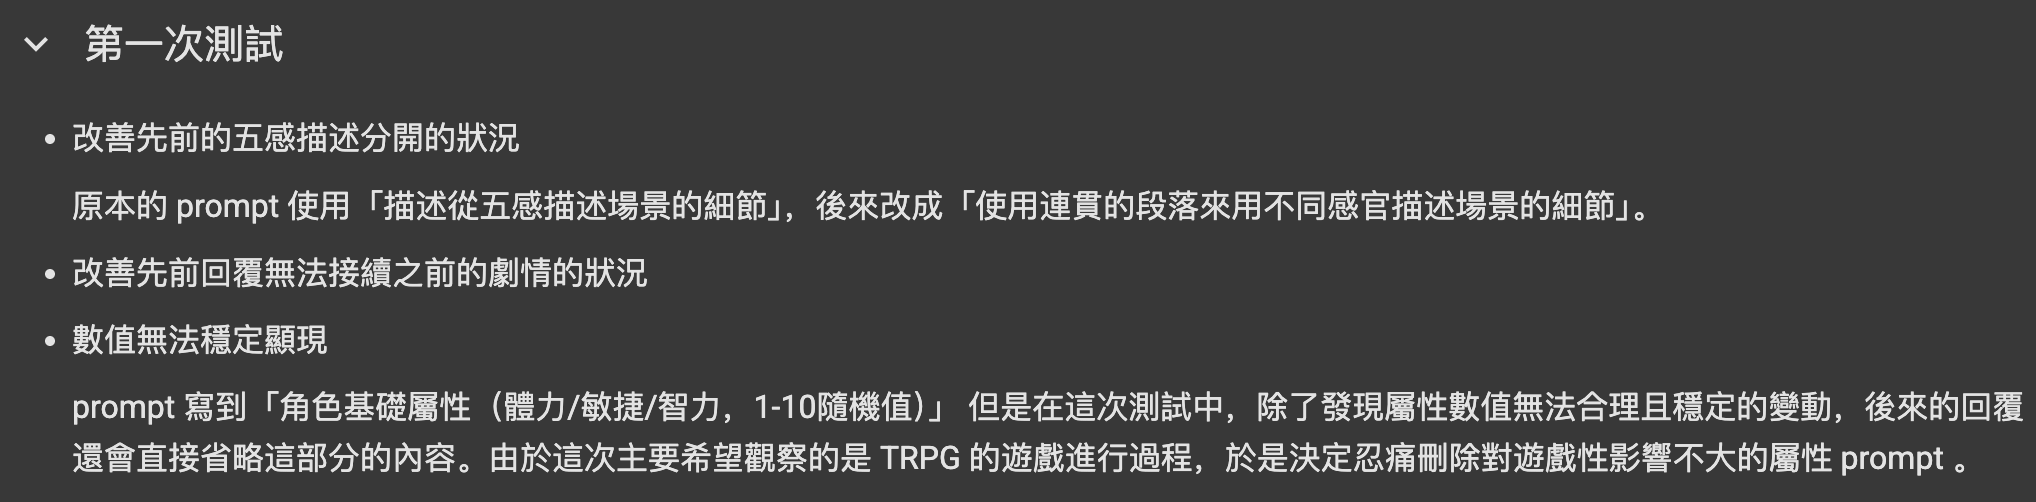 第一次測試
改善先前的五感描述分開的狀況
原本的 prompt 使用「描述從五感描述場景的細節」，後來改成「使用連貫的段落來用不同感官描述場景的細節」。
改善先前回覆無法接續之前的劇情的狀況
數值無法穩定顯現
prompt 寫到「角色基礎屬性（體力/敏捷/智力，1-10隨機值）」 但是在這次測試中，除了發現屬性數值無法合理且穩定的變動，後來的回覆
還會直接省略這部分的內容。由於這次主要希望觀察的是 TRPG 的遊戲進行過程，於是決定忍痛刪除對遊戲性影響不大的屬性 prompt 。